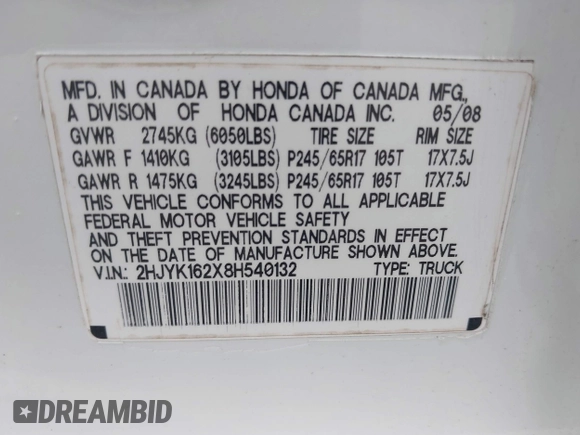 MFD. IN CANADA BY HONDA OF CANADA MFG.,
A DIVISION OF HONDA CANADA INC. 05/08
GVWR 2745KG (6050LBS) TIRE SIZE RIM SIZE
GAWR F 1410KG (3105LBS) P245/65R17 105T 17X7.5J
GAWR R 1475KG (3245LBS) P245/65R17 105T 17X7.5J
THIS VEHICLE CONFORMS TO ALL APPLICABLE
FEDERAL MOTOR VEHICLE SAFETY
AND THEFT PREVENTION STANDARDS IN EFFECT
ON THE DATE OF MANUFACTURE SHOWN ABOVE.
V.I.N.: 2HJYK162X8H540132 TYPE: TRUCK
DREAMBID